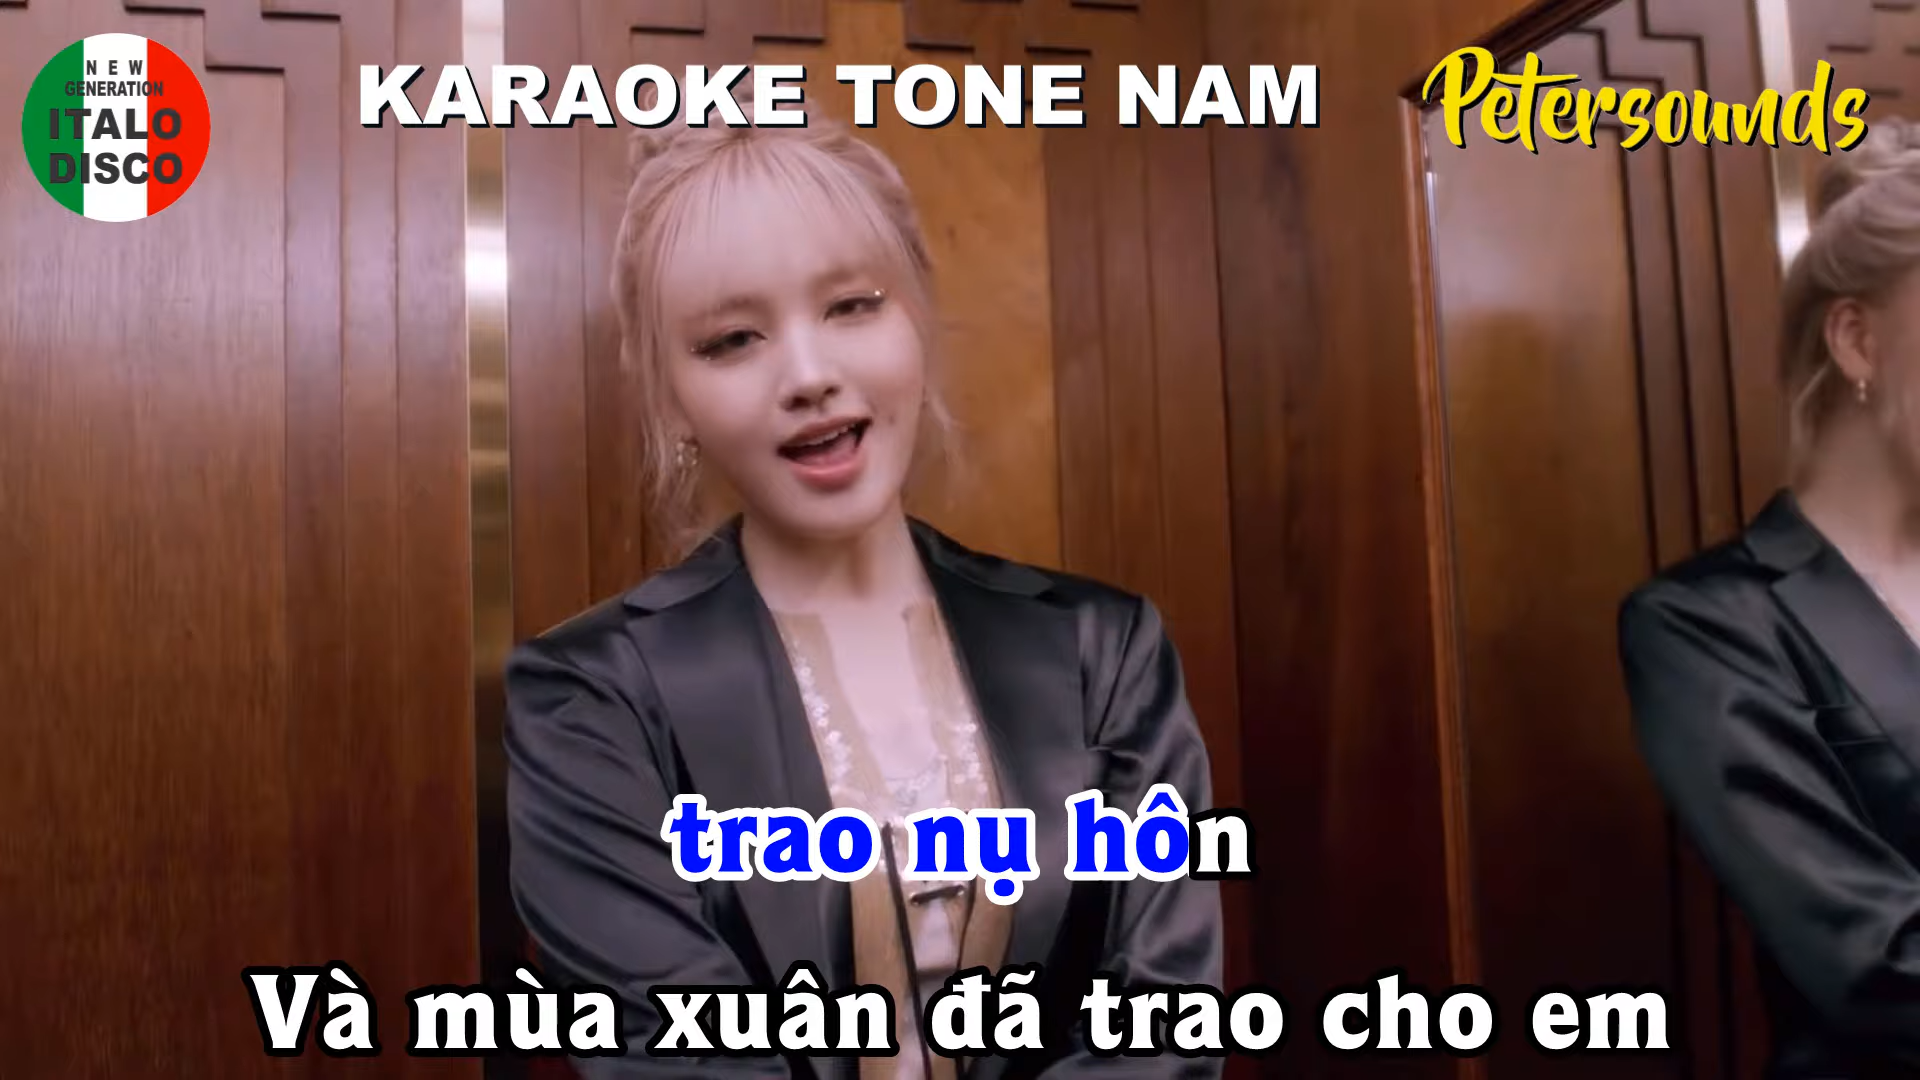 NEW
GENERATION
ITALO
DISCO
KARAOKE TONE NAM
Petersounds
trao nụ hôn
Và mùa xuân đã trao cho em